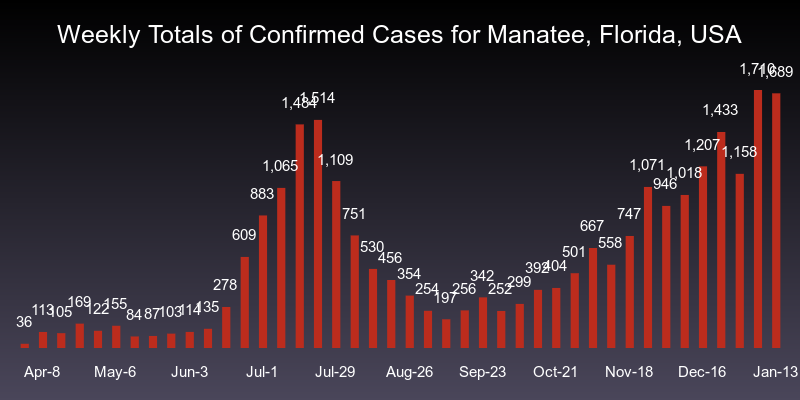 Weekly Totals of Confirmed Cases for Manatee, Florida, USA
36 113 105 169 122 155 84 87 103 114 135 278 609 883 1,065 1,484 1,514 1,109 751 530 456 354 254 197 256 342 252 299 392 404 501 667 558 747 1,071 946 1,018 1,207 1,433 1,158 1,710 1,689
Apr-8 May-6 Jun-3 Jul-1 Jul-29 Aug-26 Sep-23 Oct-21 Nov-18 Dec-16 Jan-13